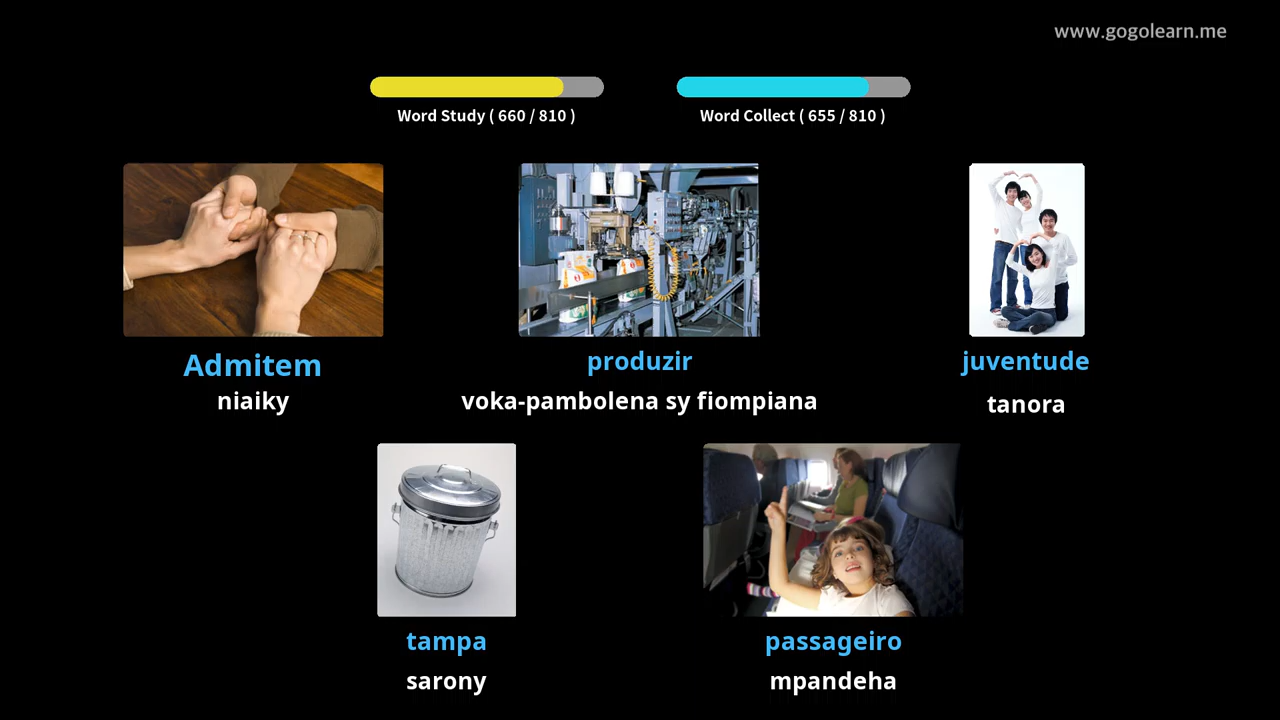 www.gogolearn.me
Word Study ( 660 / 810 )
Word Collect ( 655 / 810 )
Admitem
niaiky
produzir
voka-pambolena sy fiompiana
juventude
tanora
tampa
sarony
passageiro
mpandeha